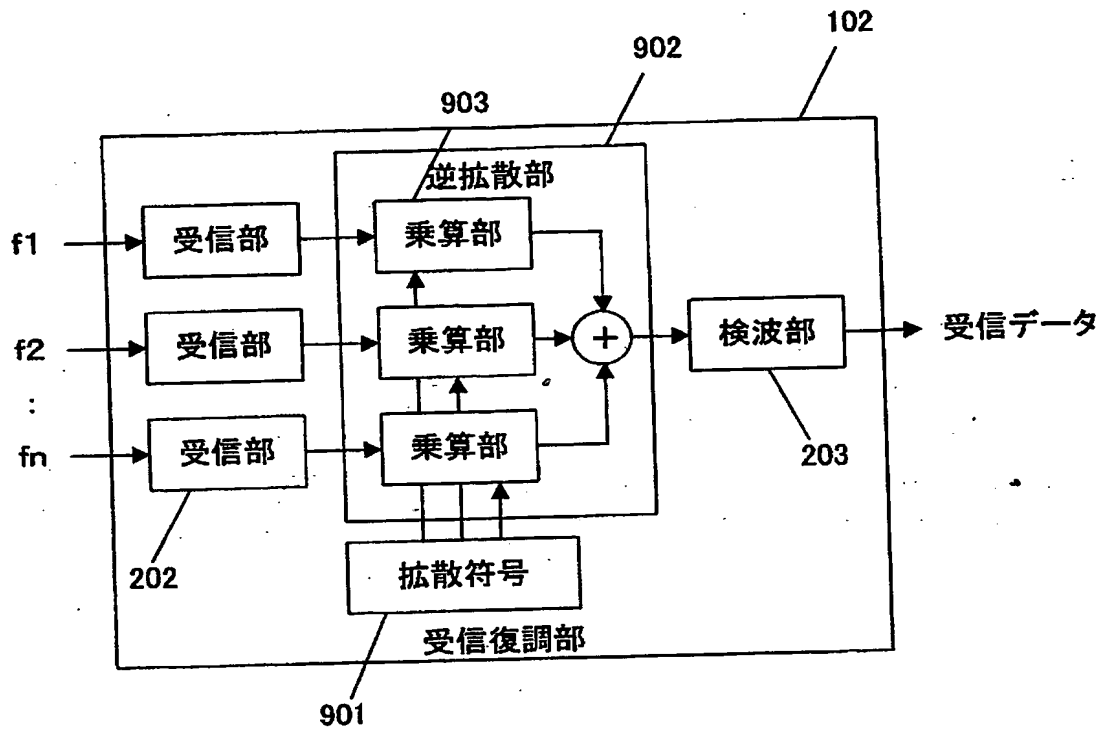 102
902
903
逆拡散部
f1
受信部
乗算部
f2
受信部
乗算部
+
検波部
受信データ
:
fn
受信部
乗算部
203
202
拡散符号
受信復調部
901